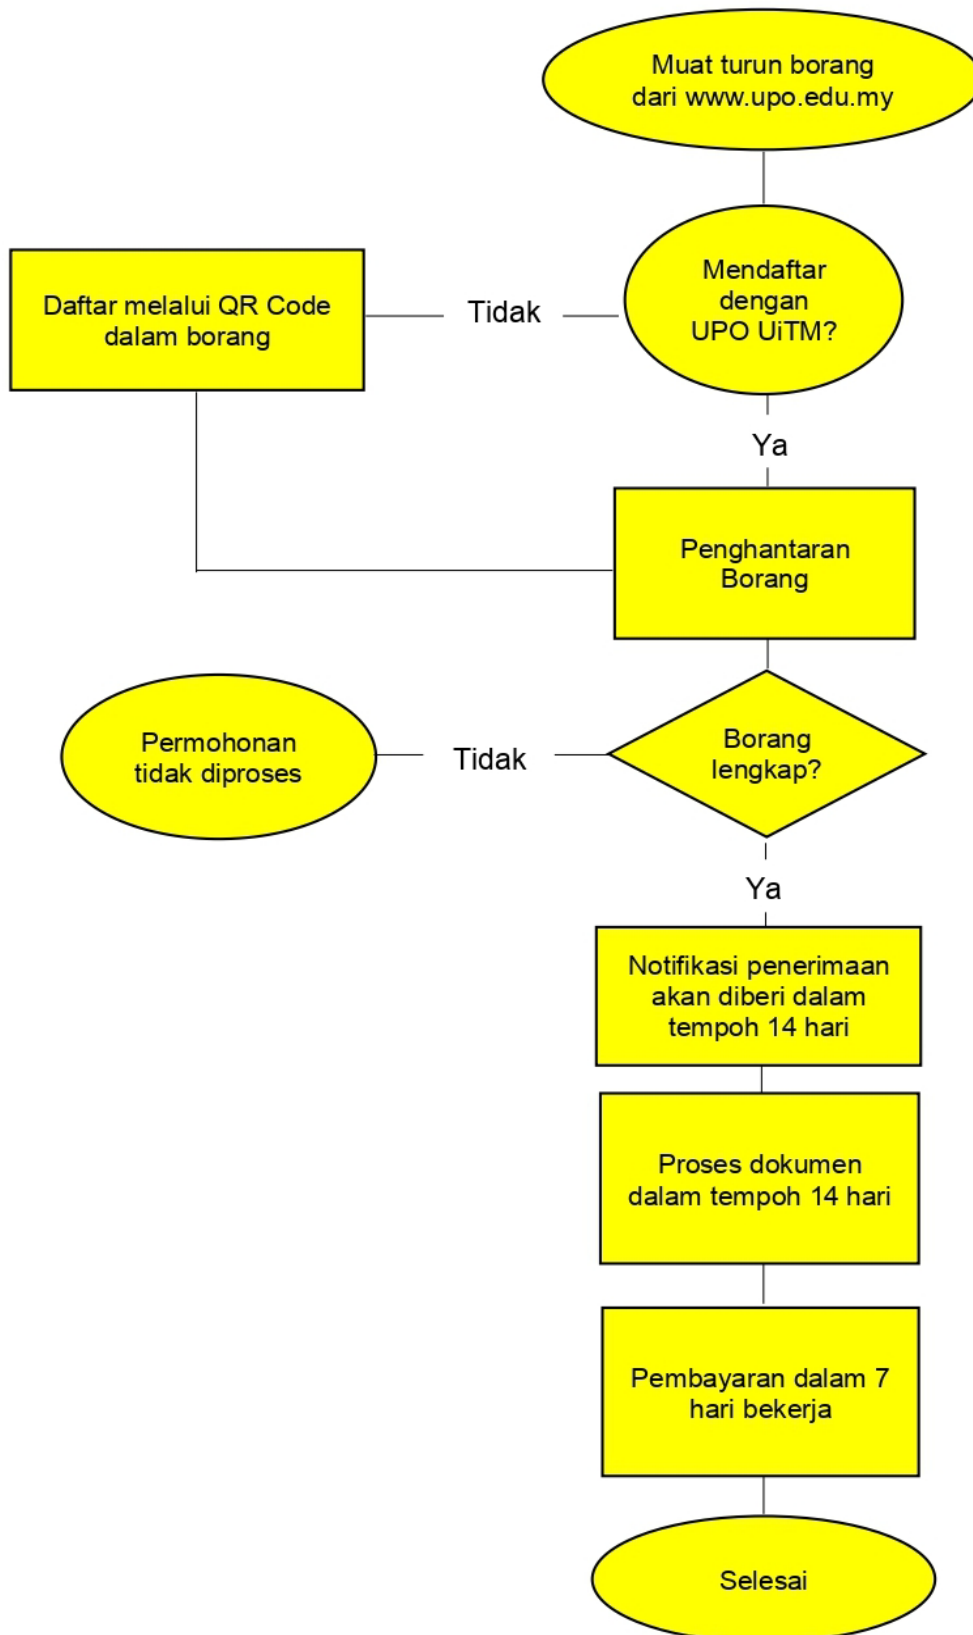 Muat turun borang
dari www.upo.edu.my
Mendaftar
dengan
UPO UiTM?
Tidak
Daftar melalui QR Code
dalam borang
Ya
Penghantaran
Borang
Borang
lengkap?
Tidak
Permohonan
tidak diproses
Ya
Notifikasi penerimaan
akan diberi dalam
tempoh 14 hari
Proses dokumen
dalam tempoh 14 hari
Pembayaran dalam 7
hari bekerja
Selesai